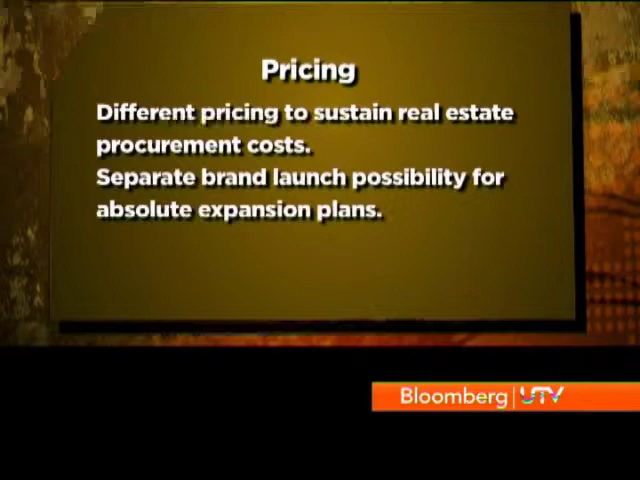 Pricing
Different pricing to sustain real estate
procurement costs.
Separate brand launch possibility for
absolute expansion plans.
Bloomberg | UTV